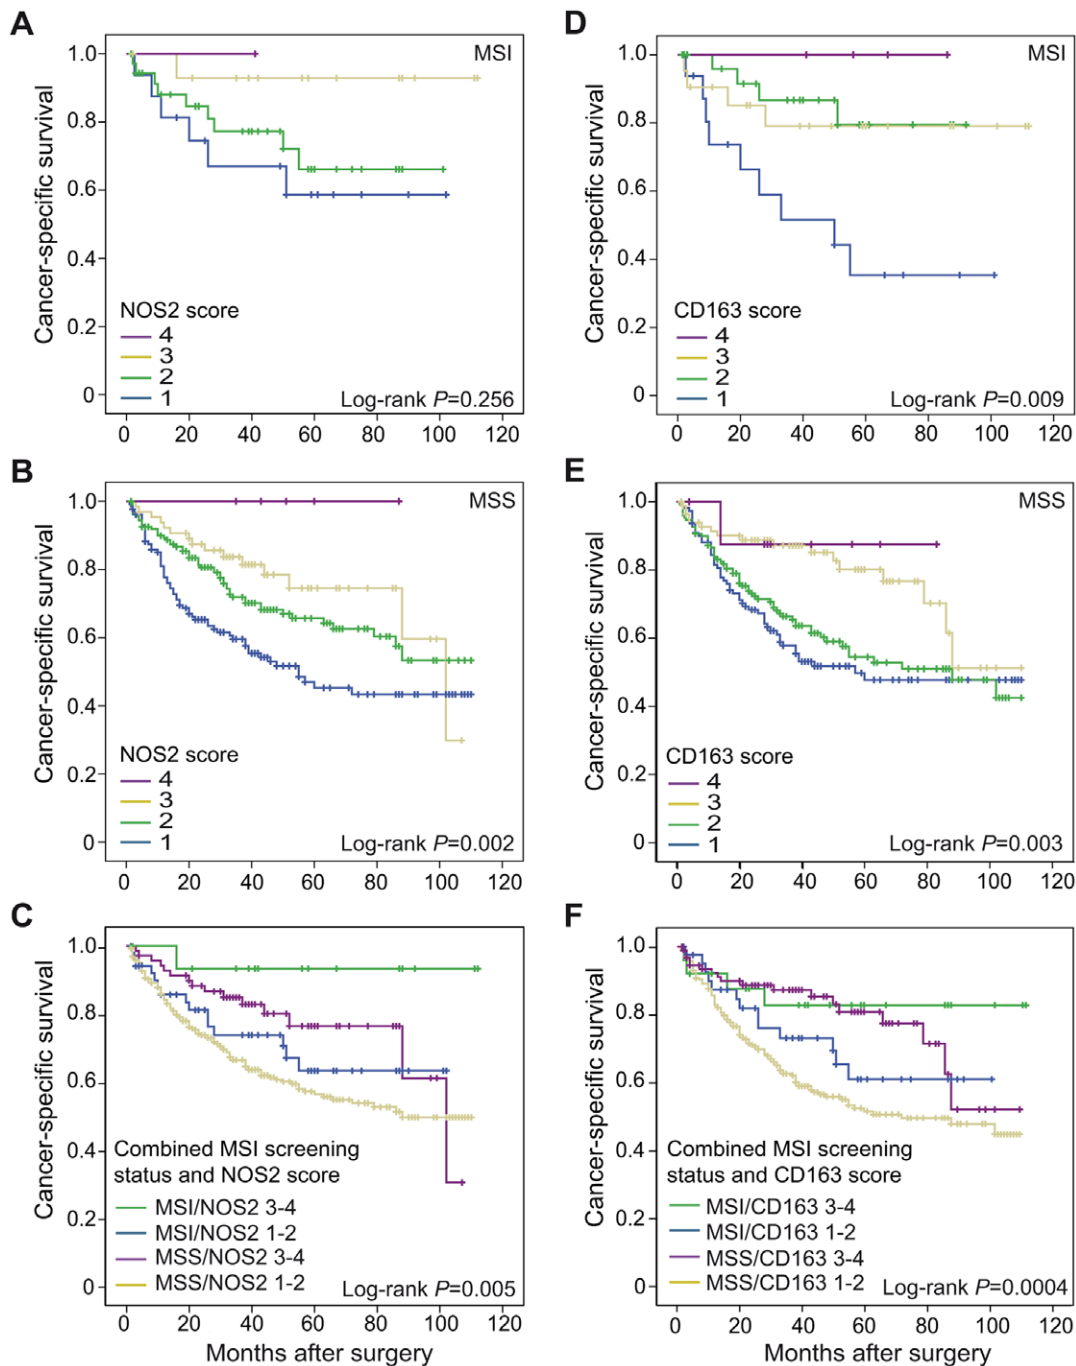 A
MSI
1.0
0.8
0.6
0.4
0.2
0
Cancer-specific survival
NOS2 score
4
3
2
1
Log-rank P=0.256
0 20 40 60 80 100 120
D
MSI
1.0
0.8
0.6
0.4
0.2
0
Cancer-specific survival
CD163 score
4
3
2
1
Log-rank P=0.009
0 20 40 60 80 100 120
B
MSS
1.0
0.8
0.6
0.4
0.2
0
Cancer-specific survival
NOS2 score
4
3
2
1
Log-rank P=0.002
0 20 40 60 80 100 120
E
MSS
1.0
0.8
0.6
0.4
0.2
0
Cancer-specific survival
CD163 score
4
3
2
1
Log-rank P=0.003
0 20 40 60 80 100 120
C
1.0
0.8
0.6
0.4
0.2
0
Cancer-specific survival
Combined MSI screening
status and NOS2 score
MSI/NOS2 3-4
MSI/NOS2 1-2
MSS/NOS2 3-4
MSS/NOS2 1-2
Log-rank P=0.005
0 20 40 60 80 100 120
Months after surgery
F
1.0
0.8
0.6
0.4
0.2
0
Cancer-specific survival
Combined MSI screening
status and CD163 score
MSI/CD163 3-4
MSI/CD163 1-2
MSS/CD163 3-4
MSS/CD163 1-2
Log-rank P=0.0004
0 20 40 60 80 100 120
Months after surgery